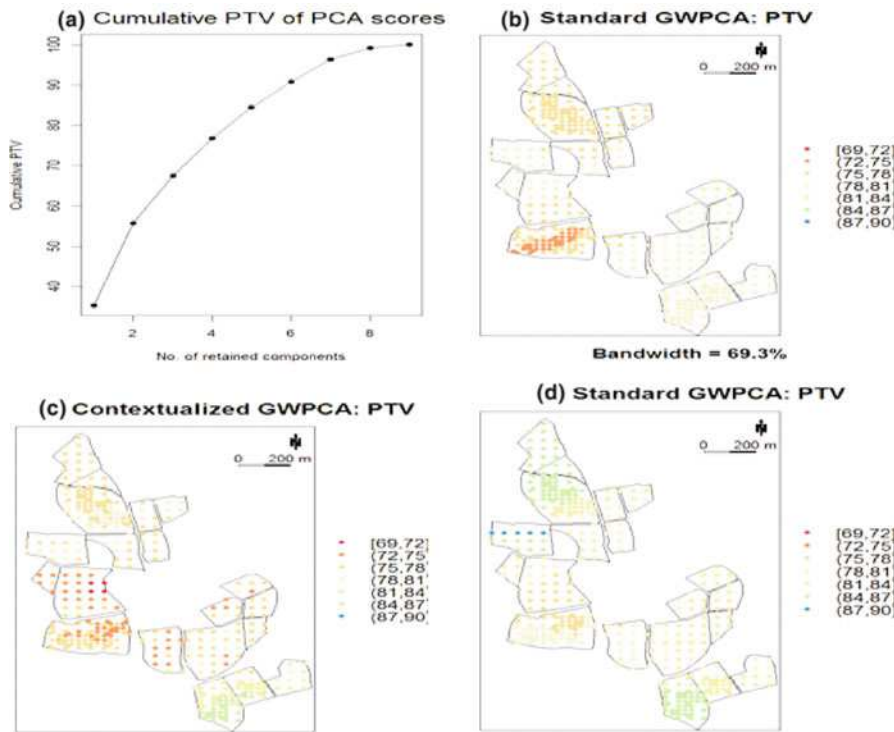 (a) Cumulative PTV of PCA scores
Cumulative PTV
100
90
80
70
60
50
40
2 4 6 8
No. of retained components
(b) Standard GWPCA: PTV
N
0 200 m
[69,72]
(72,75]
(75,78]
(78,81]
(81,84]
(84,87]
(87,90]
Bandwidth = 69.3%
(c) Contextualized GWPCA: PTV
N
0 200 m
[69,72]
(72,75]
(75,78]
(78,81]
(81,84]
(84,87]
(87,90]
(d) Standard GWPCA: PTV
N
0 200 m
[69,72]
(72,75]
(75,78]
(78,81]
(81,84]
(84,87]
(87,90]